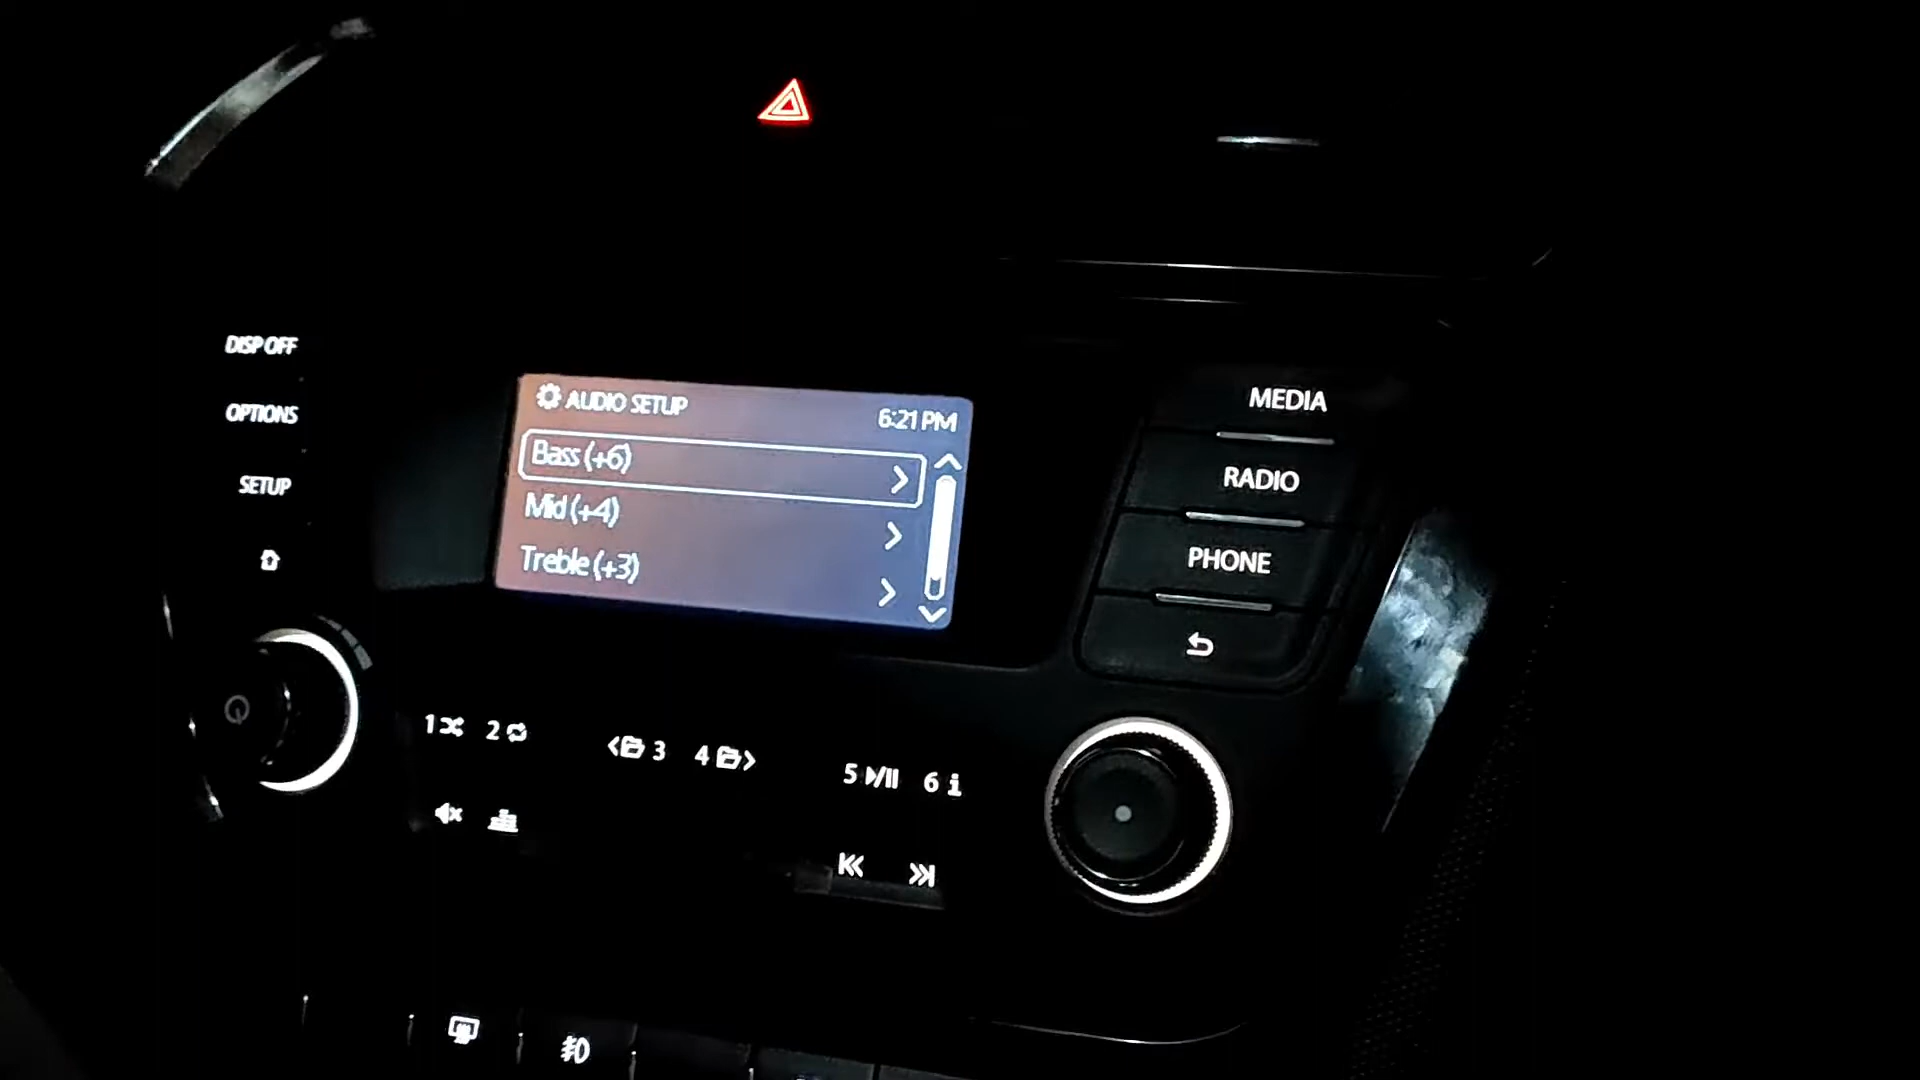 DISP OFF
OPTIONS
SETUP
AUDIO SETUP
6:21 PM
Bass (+6)
Mid (+4)
Treble (+3)
MEDIA
RADIO
PHONE
1 2 3 4 5 6 i